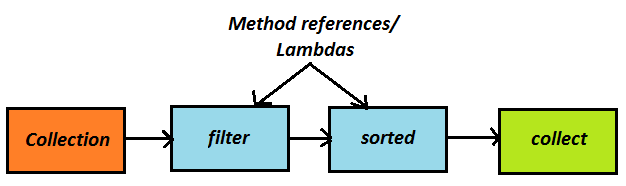 Method references/
Lambdas
Collection
filter
sorted
collect